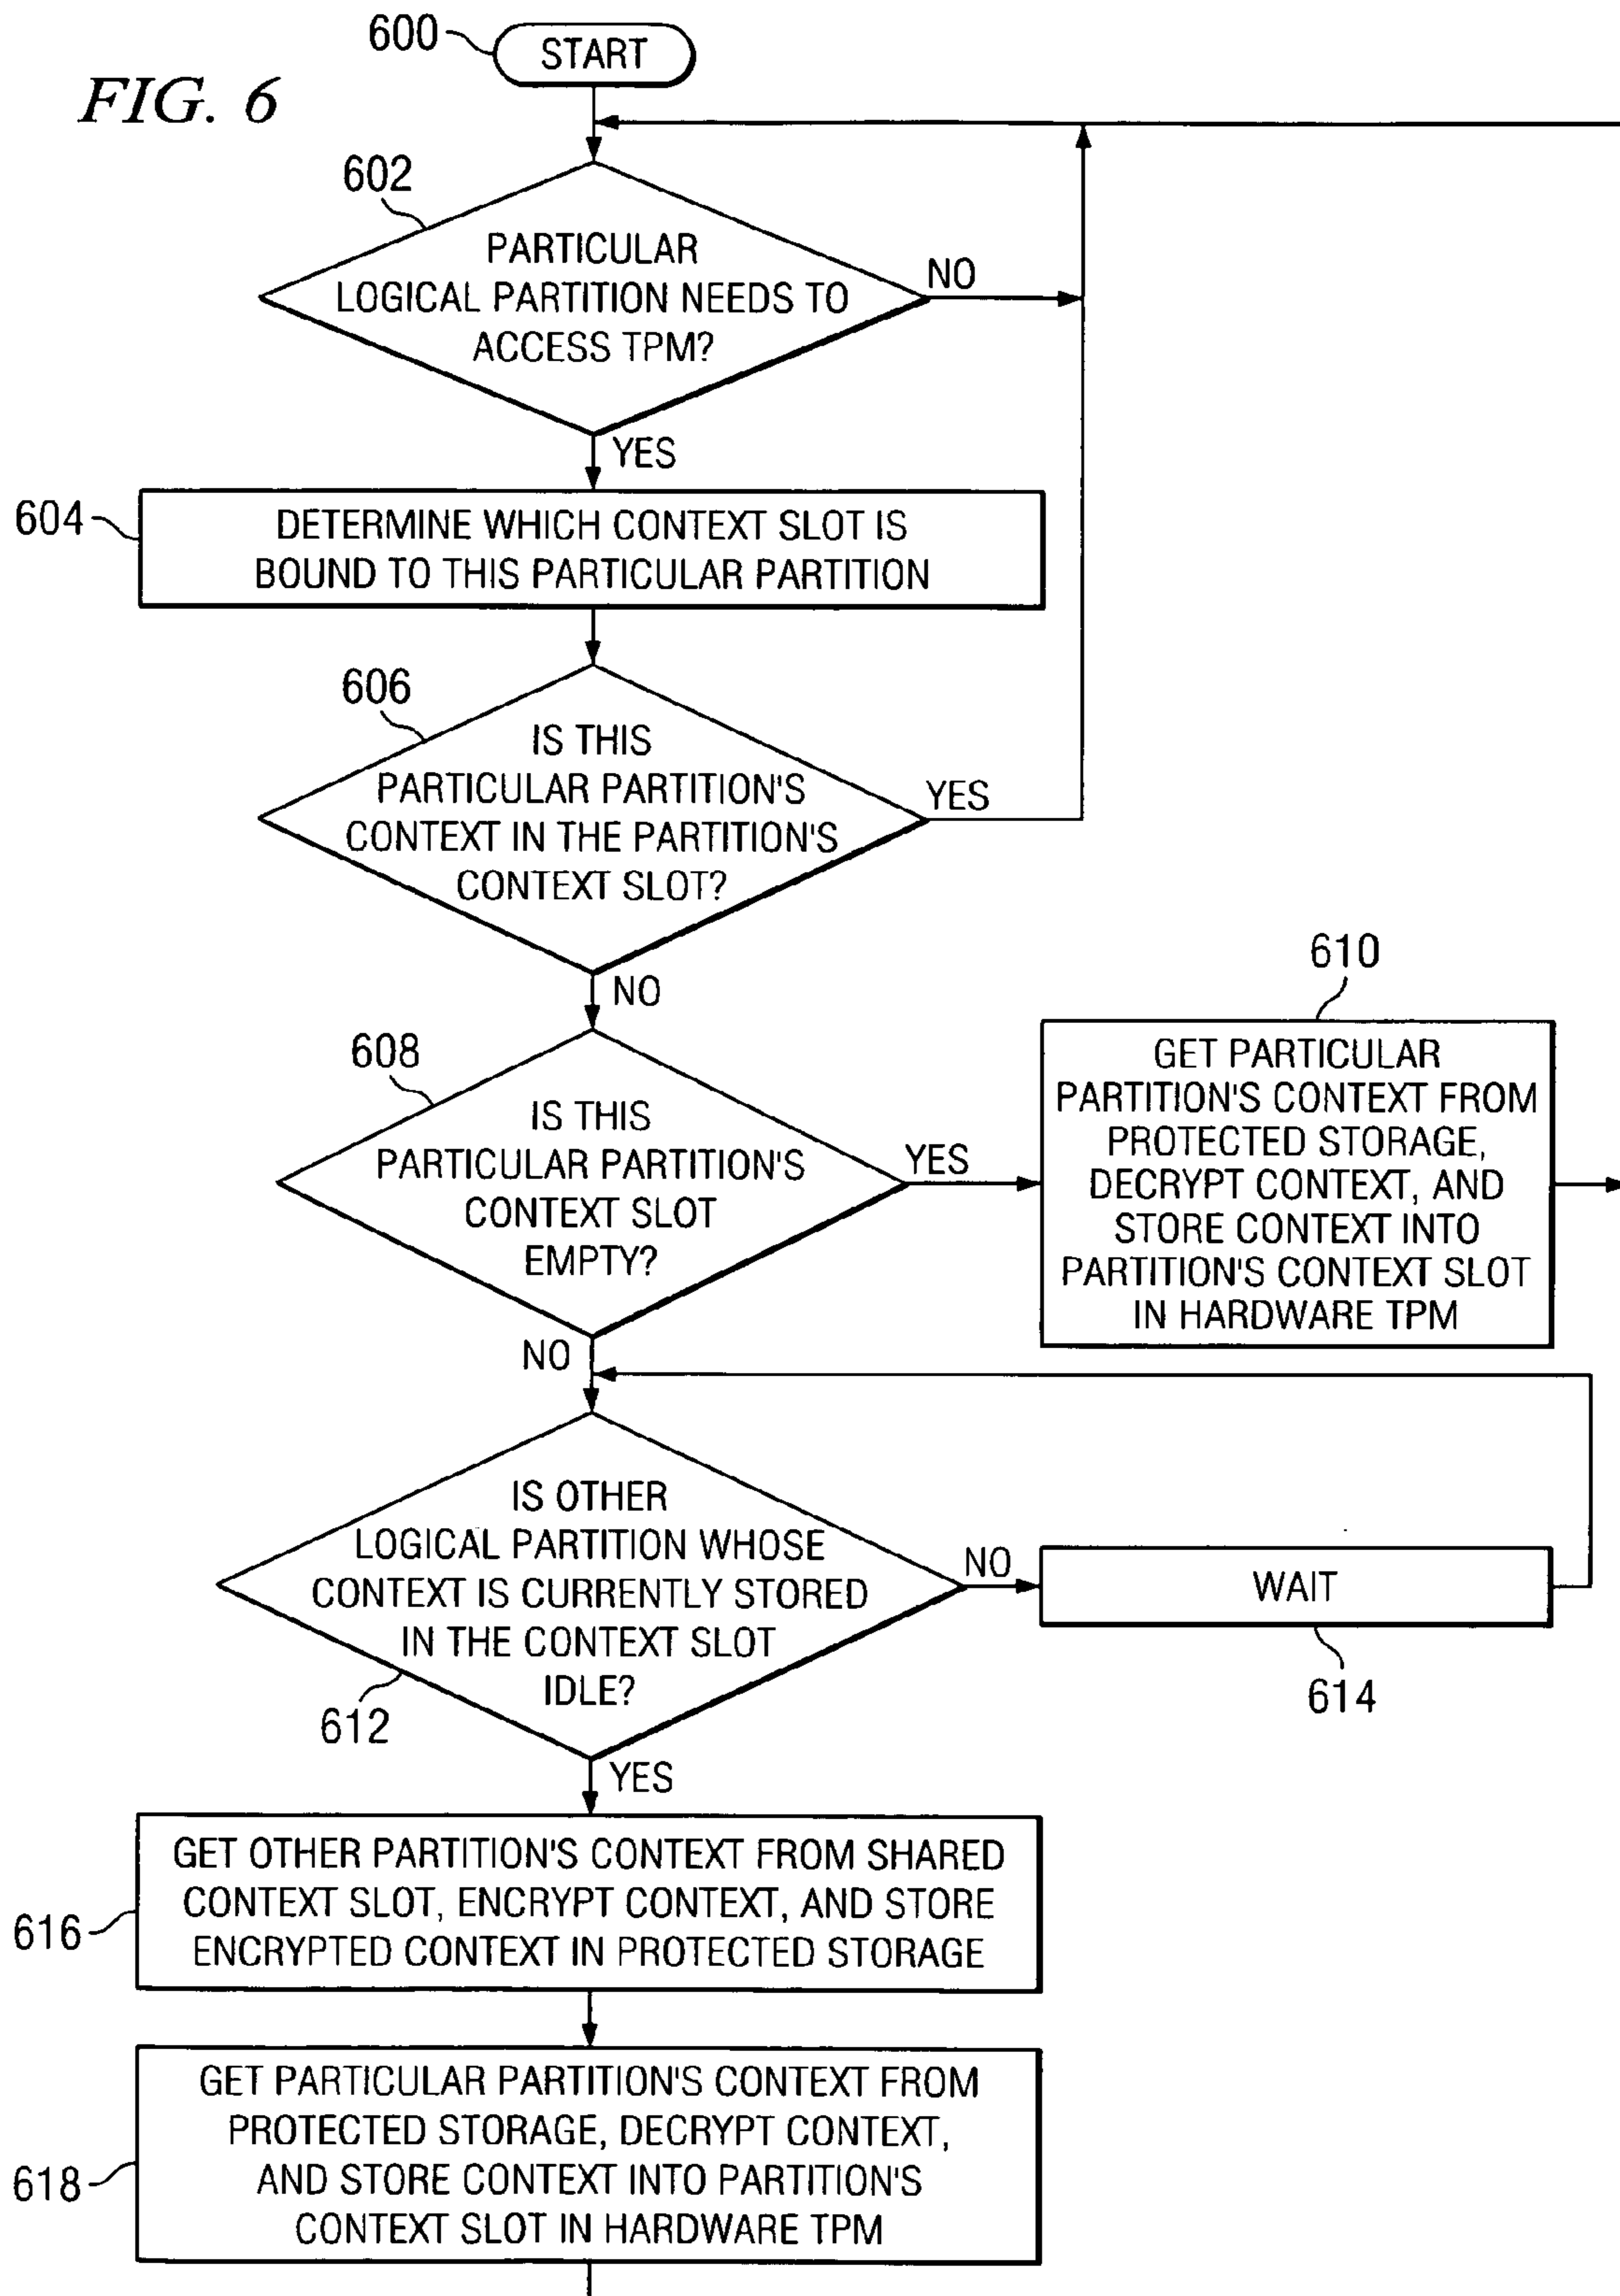 600
START
FIG. 6
602
PARTICULAR
LOGICAL PARTITION NEEDS TO
ACCESS TPM?
NO
YES
604
DETERMINE WHICH CONTEXT SLOT IS
BOUND TO THIS PARTICULAR PARTITION
606
IS THIS
PARTICULAR PARTITION'S
CONTEXT IN THE PARTITION'S
CONTEXT SLOT?
YES
NO
608
IS THIS
PARTICULAR PARTITION'S
CONTEXT SLOT
EMPTY?
YES
610
GET PARTICULAR
PARTITION'S CONTEXT FROM
PROTECTED STORAGE,
DECRYPT CONTEXT, AND
STORE CONTEXT INTO
PARTITION'S CONTEXT SLOT
IN HARDWARE TPM
NO
IS OTHER
LOGICAL PARTITION WHOSE
CONTEXT IS CURRENTLY STORED
IN THE CONTEXT SLOT
IDLE?
612
NO
WAIT
614
YES
616
GET OTHER PARTITION'S CONTEXT FROM SHARED
CONTEXT SLOT, ENCRYPT CONTEXT, AND STORE
ENCRYPTED CONTEXT IN PROTECTED STORAGE
618
GET PARTICULAR PARTITION'S CONTEXT FROM
PROTECTED STORAGE, DECRYPT CONTEXT,
AND STORE CONTEXT INTO PARTITION'S
CONTEXT SLOT IN HARDWARE TPM